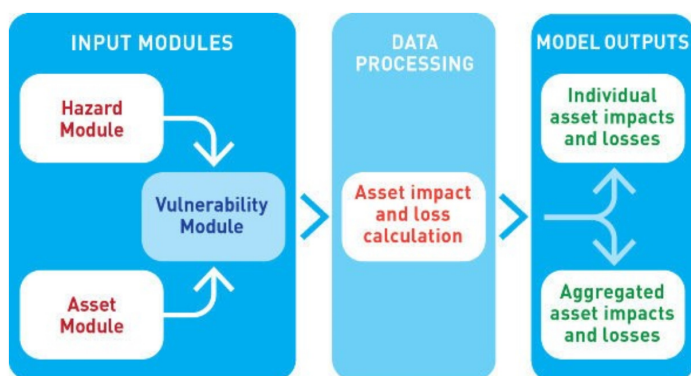 INPUT MODULES
Hazard
Module
Vulnerability
Module
Asset
Module
DATA
PROCESSING
Asset impact
and loss
calculation
MODEL OUTPUTS
Individual
asset impacts
and losses
Aggregated
asset impacts
and losses